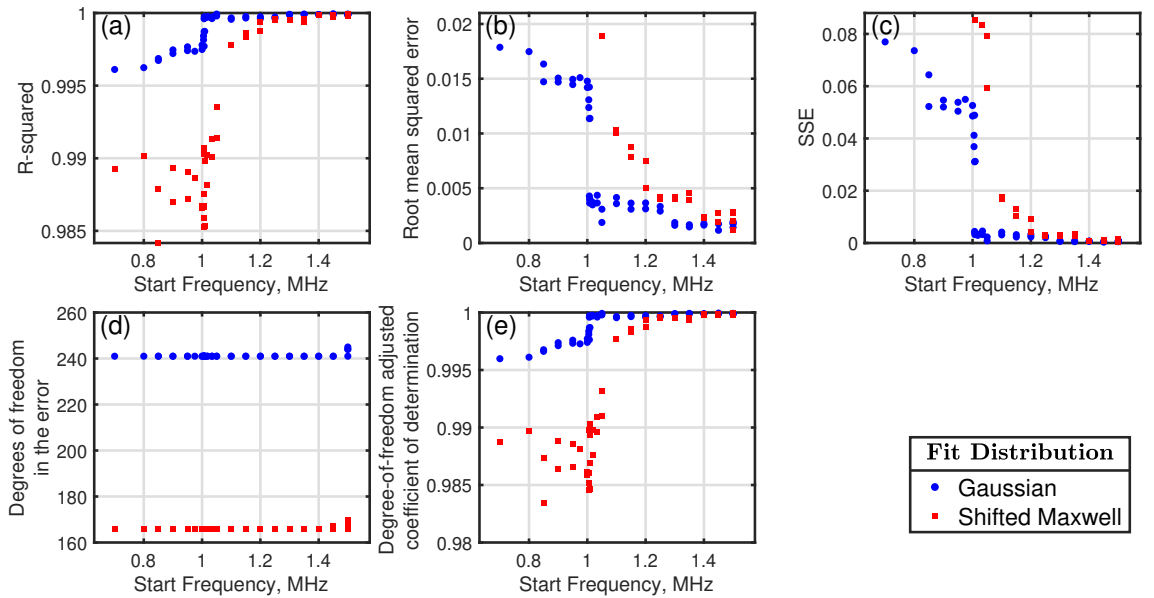 (a)
R-squared
1
0.995
0.99
0.985
0.8 1 1.2 1.4
Start Frequency, MHz
(b)
Root mean squared error
0.02
0.015
0.01
0.005
0
0.8 1 1.2 1.4
Start Frequency, MHz
(c)
SSE
0.08
0.06
0.04
0.02
0
0.8 1 1.2 1.4
Start Frequency, MHz
(d)
Degrees of freedom
in the error
260
240
220
200
180
160
0.8 1 1.2 1.4
Start Frequency, MHz
(e)
Degree-of-freedom adjusted
coefficient of determination
1
0.995
0.99
0.985
0.98
0.8 1 1.2 1.4
Start Frequency, MHz
Fit Distribution
Gaussian
Shifted Maxwell